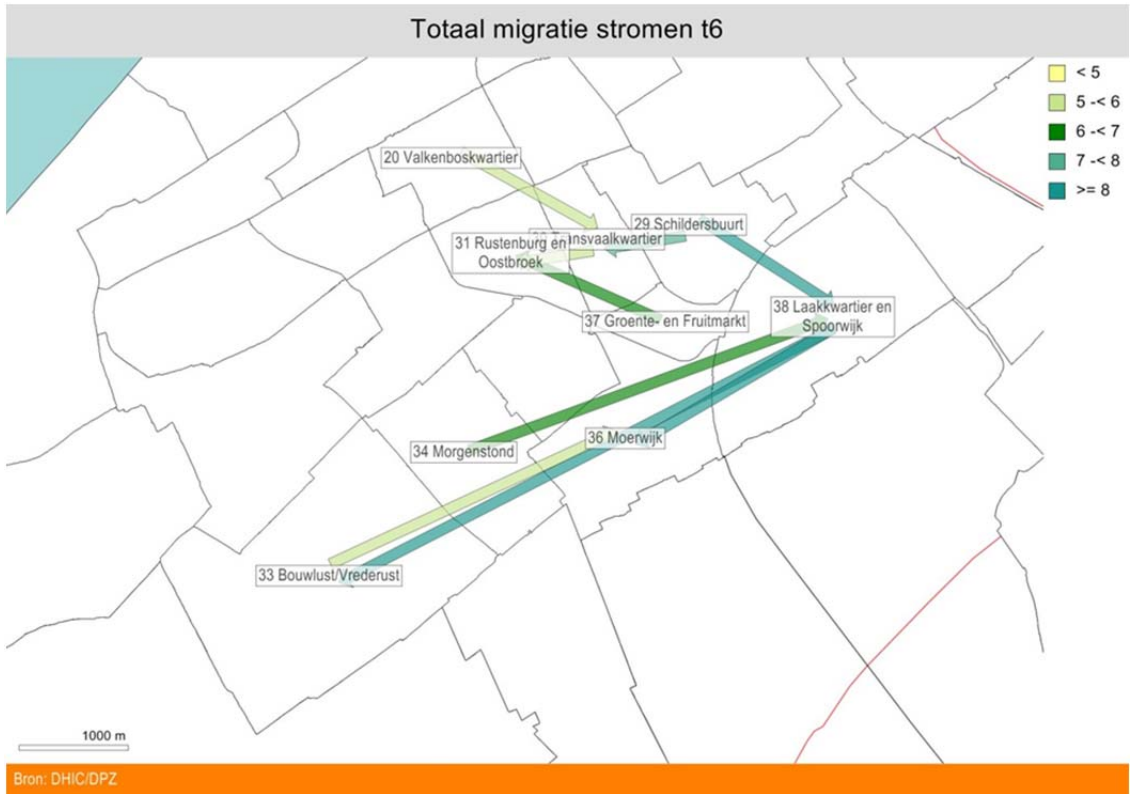 Totaal migratie stromen t6
< 5
5 -< 6
6 -< 7
7 -< 8
>= 8
20 Valkenboskwartier
29 Schildersbuurt
Transvaalkwartier
31 Rustenburg en
Oostbroek
38 Laakkwartier en
Spoorwijk
37 Groente- en Fruitmarkt
36 Moerwijk
34 Morgenstond
33 Bouwlust/Vrederust
1000 m
Bron: DHIC/DPZ